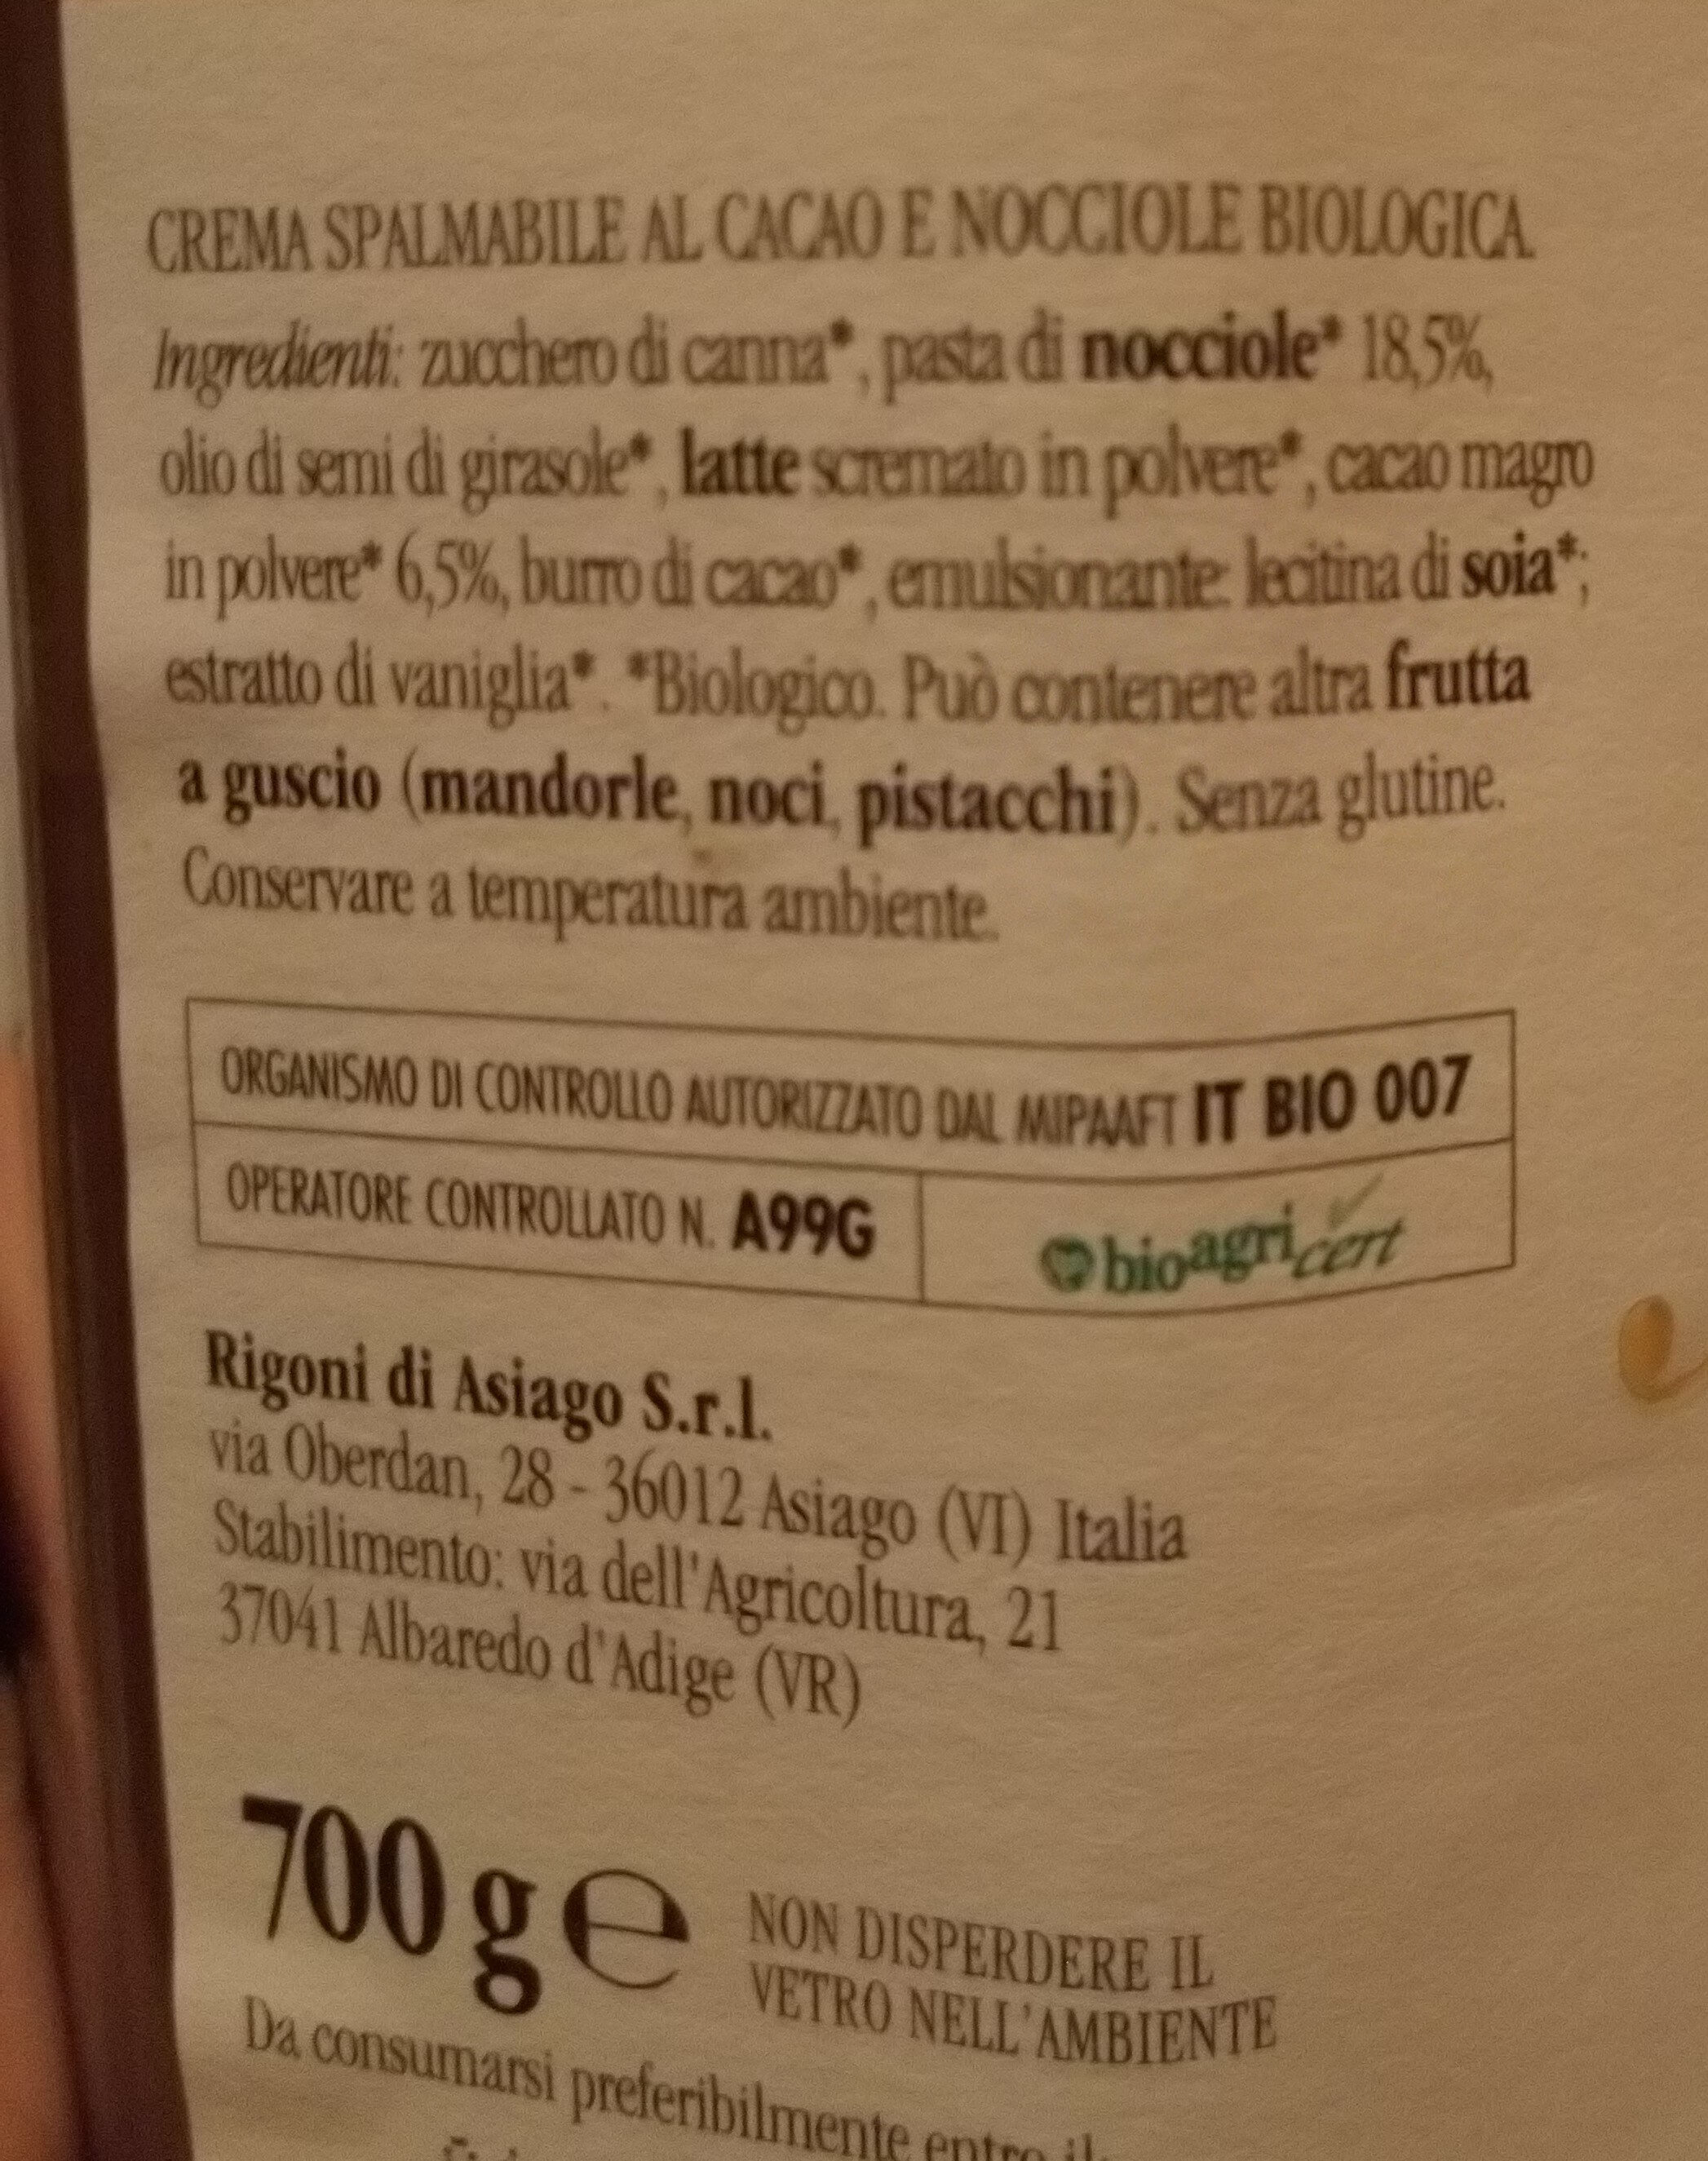 CREMA SPALMABILE AL CACAO E NOCCIOLE BIOLOGICA
Ingredienti: zucchero di canna*, pasta di nocciole* 18,5%,
olio di semi di girasole*, latte scremato in polvere*, cacao magro
in polvere* 6,5%, burro di cacao*, emulsionante: lecitina di soia*;
estratto di vaniglia*. *Biologico. Può contenere altra frutta
a guscio (mandorle, noci, pistacchi). Senza glutine.
Conservare a temperatura ambiente.
ORGANISMO DI CONTROLLO AUTORIZZATO DAL MIPAAFT IT BIO 007
OPERATORE CONTROLLATO N. A99G
bioagricert
Rigoni di Asiago S.r.l.
via Oberdan, 28 - 36012 Asiago (VI) Italia
Stabilimento: via dell'Agricoltura, 21
37041 Albaredo d'Adige (VR)
700 g e
NON DISPERDERE IL
VETRO NELL'AMBIENTE
Da consumarsi preferibilmente entro il